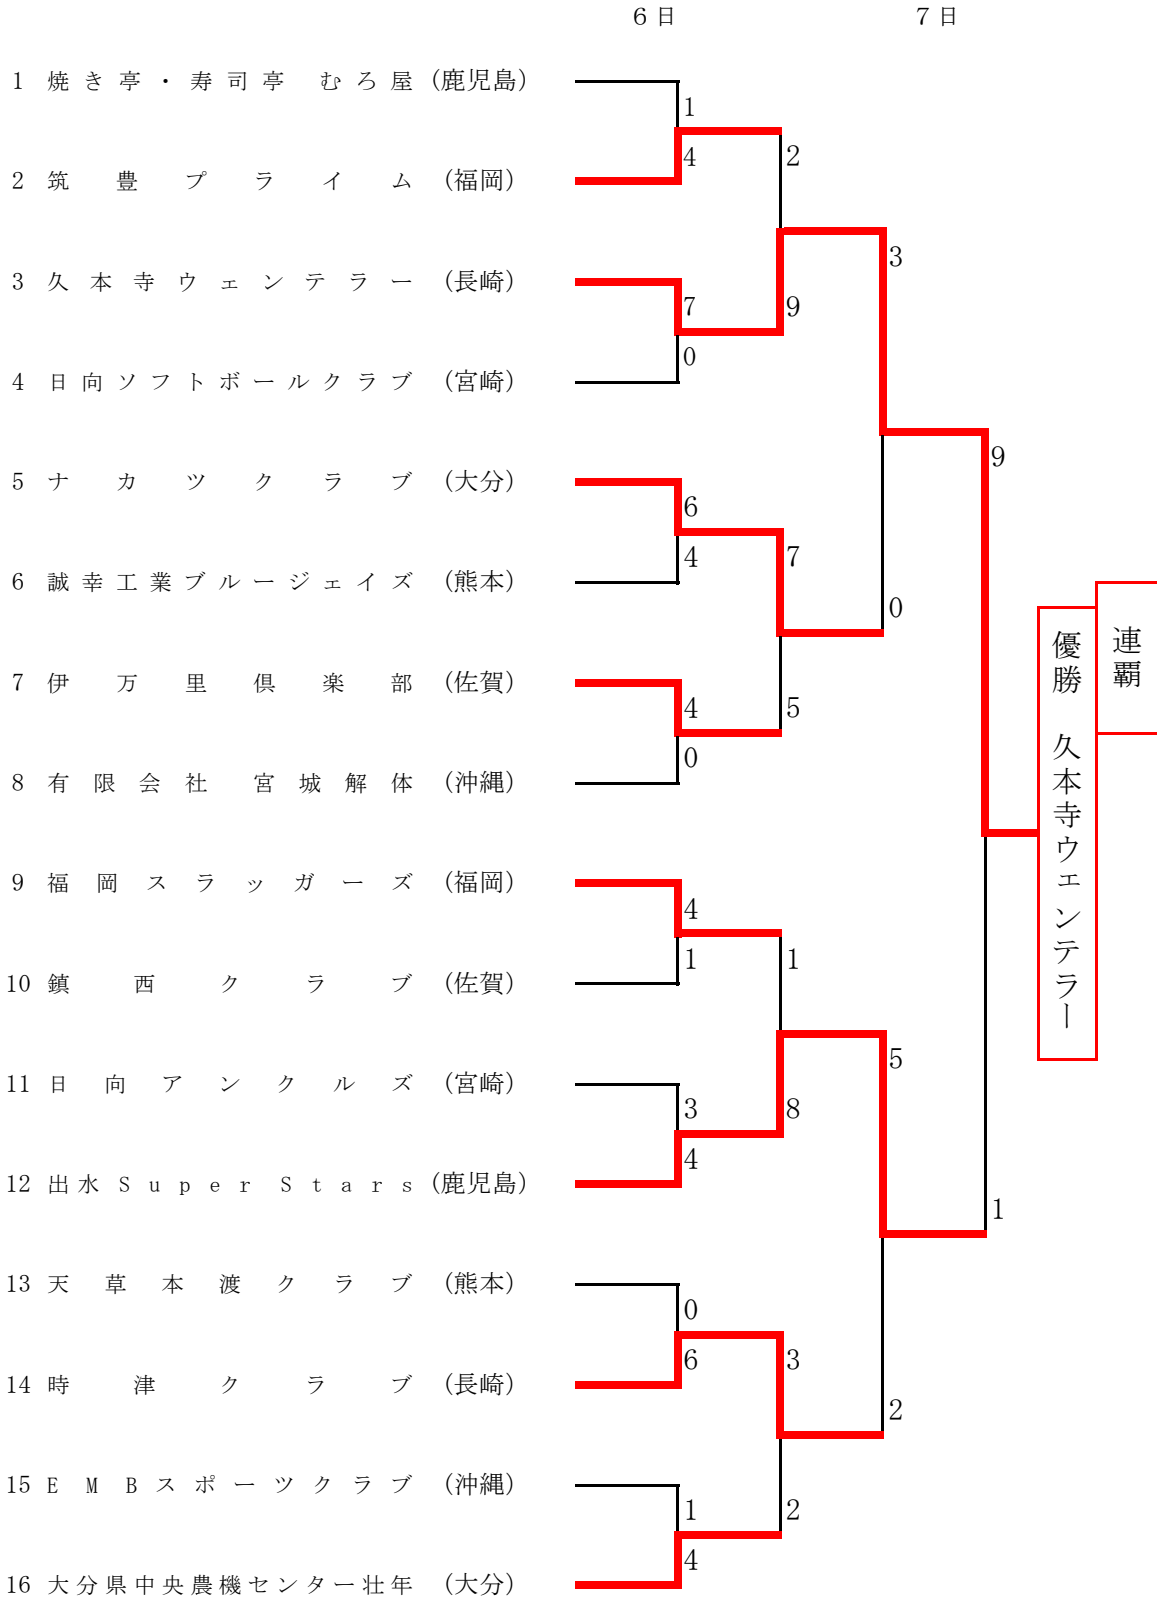 6日 7日
1 焼き亭・寿司亭 むろ屋 (鹿児島)
1
4
2
2 筑豊プライム (福岡)
3
3 久本寺ウェンテラー (長崎)
7
9
0
4 日向ソフトボールクラブ (宮崎)
9
5 ナカツクラブ (大分)
6
4
7
6 誠幸工業ブルージェイズ (熊本)
0
7 伊万里倶楽部 (佐賀)
4
5
0
8 有限会社 宮城解体 (沖縄)
連覇
優勝 久本寺ウェンテラー
9 福岡スラッガーズ (福岡)
4
1
1
10 鎮西クラブ (佐賀)
5
11 日向アンクルズ (宮崎)
3
8
4
12 出水Super Stars (鹿児島)
1
13 天草本渡クラブ (熊本)
0
6
3
14 時津クラブ (長崎)
2
15 EMBスポーツクラブ (沖縄)
1
2
4
16 大分県中央農機センター壮年 (大分)